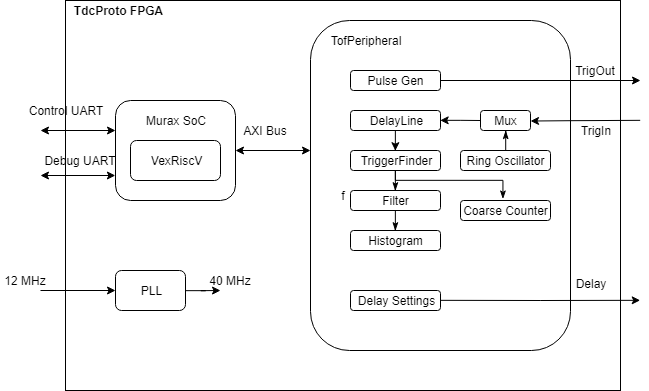 TdcProto FPGA
TofPeripheral
Pulse Gen
TrigOut
Control UART
Murax SoC
DelayLine
Mux
AXI Bus
TrigIn
Debug UART
VexRiscV
TriggerFinder
Ring Oscillator
f
Filter
Coarse Counter
Histogram
12 MHz
PLL
40 MHz
Delay Settings
Delay